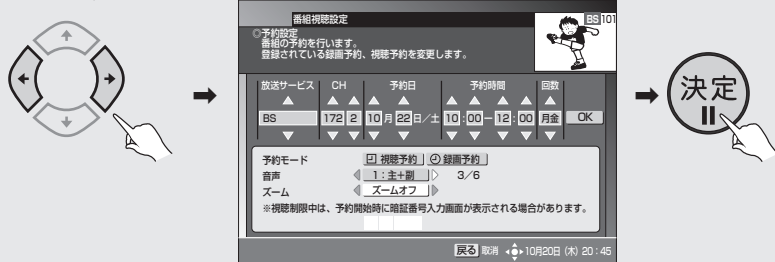 番組視聴設定
◎予約設定
番組の予約を行います。
登録されている録画予約、視聴予約を変更します。
BS 101
放送サービス CH 予約日 予約時間 回数
BS 172 2 10月 22日/土 10:00-12:00 月金 OK
予約モード 視聴予約 録画予約
音声 1:主+副 3/6
ズーム ズームオフ
※視聴制限中は、予約開始時に暗証番号入力画面が表示される場合があります。
戻る 取消 10月20日 (木) 20:45
決定